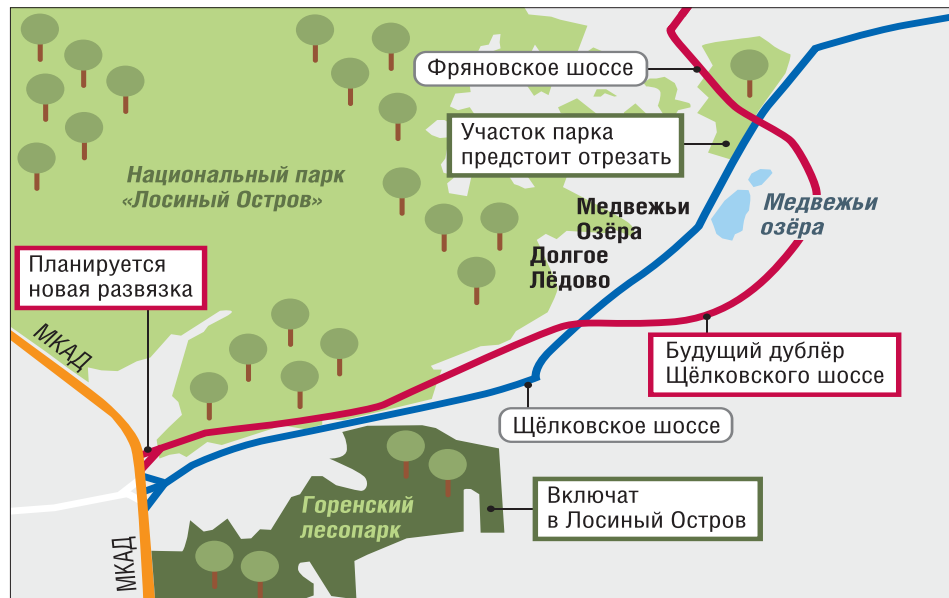 Фряновское шоссе
Участок парка
предстоит отрезать
Национальный парк
«Лосиный Остров»
Медвежьи
Озёра
Медвежьи
озёра
Долгое
Лёдово
Планируется
новая развязка
МКАД
Будущий дублёр
Щёлковского шоссе
Щёлковское шоссе
Горенский
лесопарк
Включат
в Лосиный Остров
МКАД